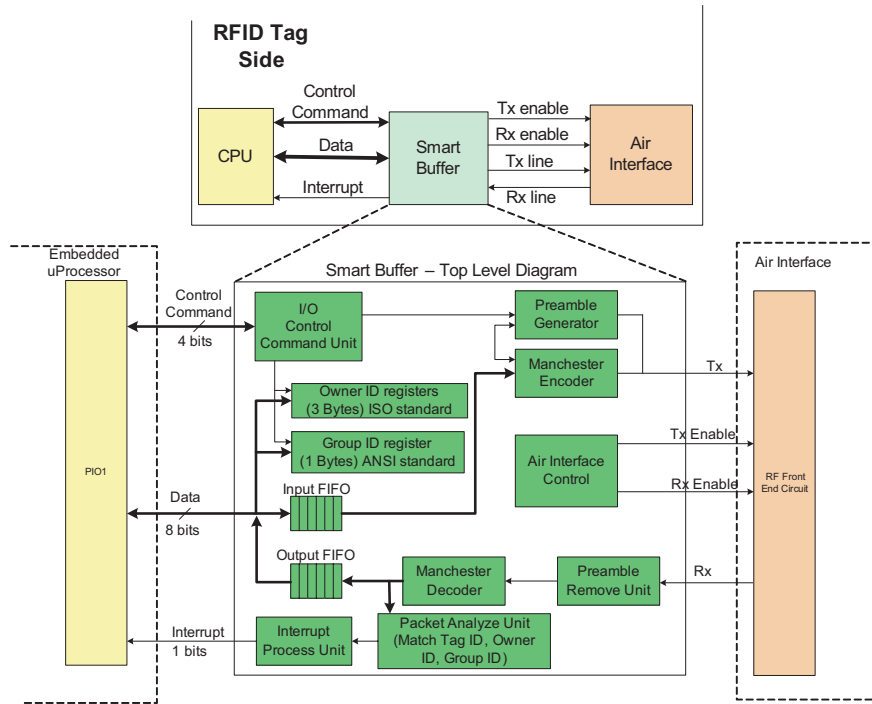 RFID Tag
Side
Control
Command
Data
Interrupt
CPU
Smart
Buffer
Tx enable
Rx enable
Tx line
Rx line
Air
Interface
Embedded
uProcessor
Smart Buffer – Top Level Diagram
Air Interface
Control
Command
4 bits
I/O
Control
Command Unit
Preamble
Generator
Manchester
Encoder
Tx
Owner ID registers
(3 Bytes) ISO standard
Group ID register
(1 Bytes) ANSI standard
Air Interface
Control
Tx Enable
Rx Enable
PIO1
RF Front
End Circuit
Data
8 bits
Input FIFO
Output FIFO
Manchester
Decoder
Preamble
Remove Unit
Rx
Interrupt
1 bits
Interrupt
Process Unit
Packet Analyze Unit
(Match Tag ID, Owner
ID, Group ID)